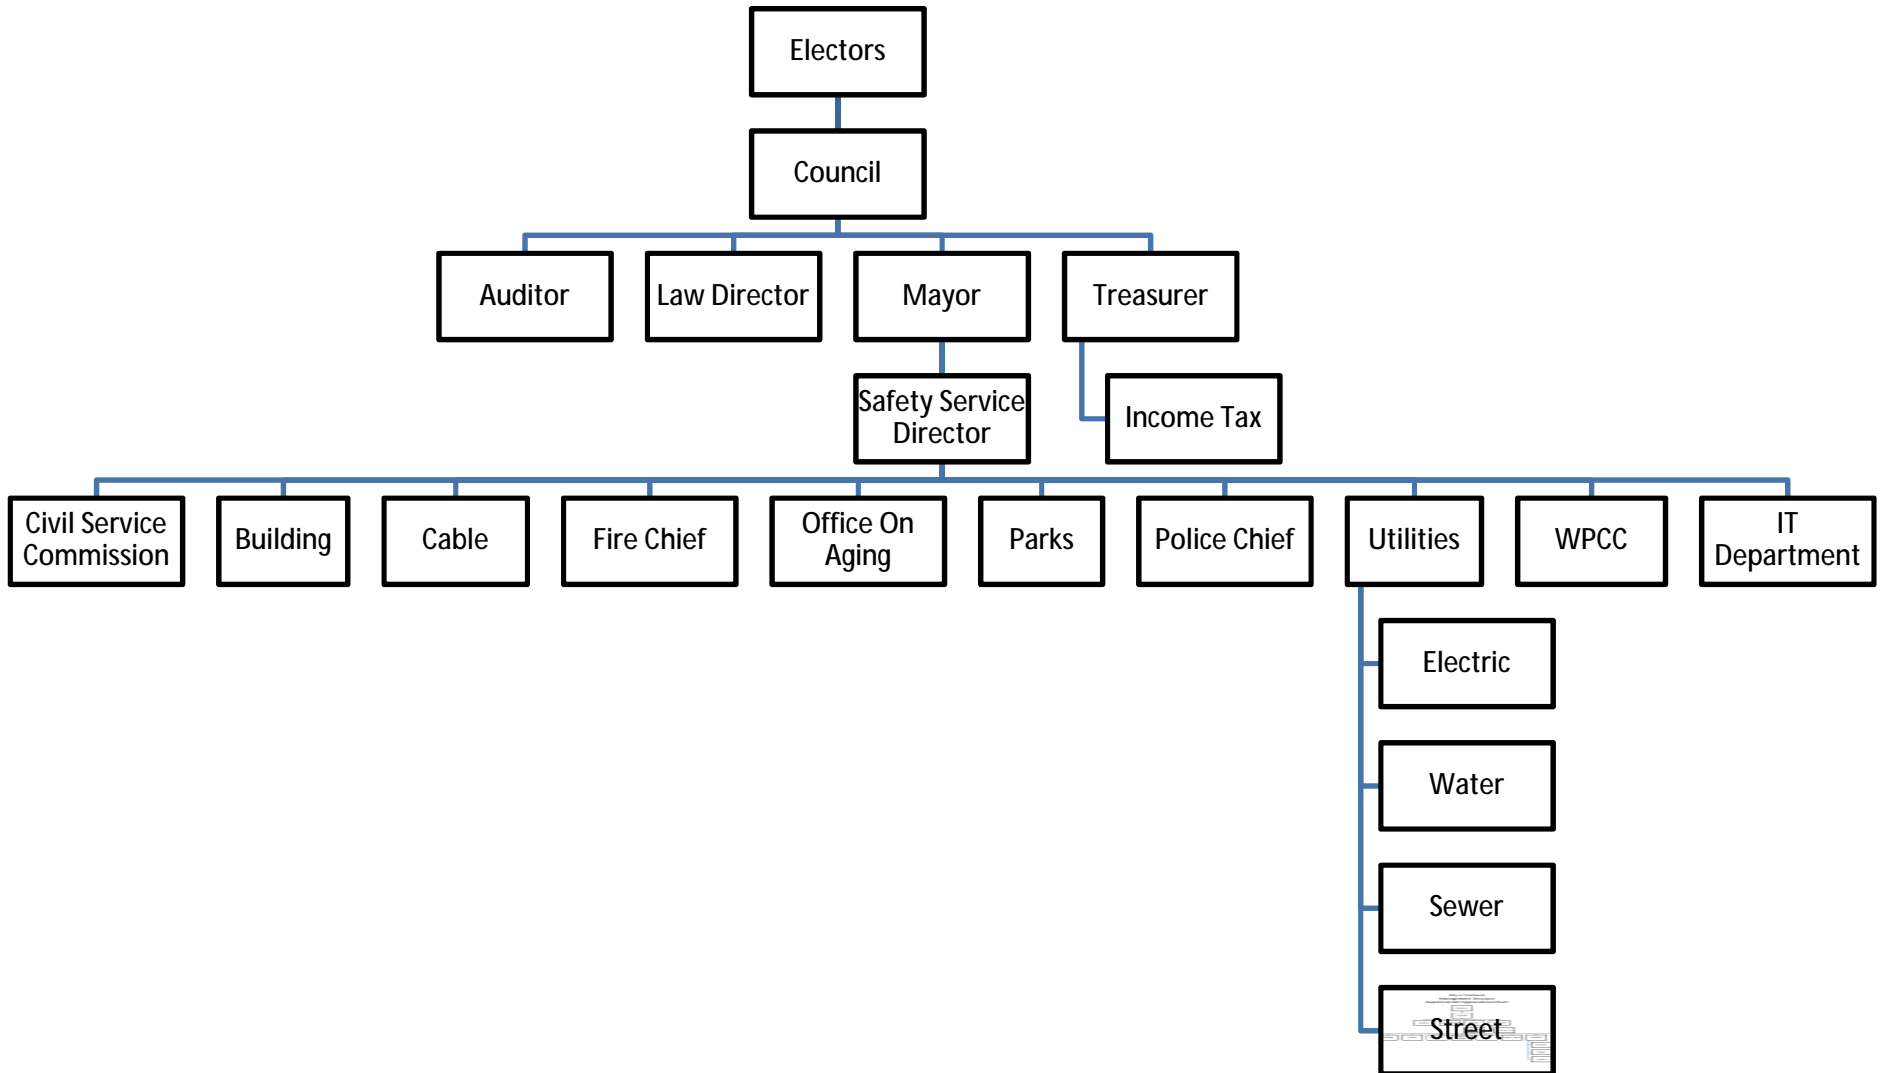 Electors
Council
Auditor
Law Director
Mayor
Treasurer
Safety Service
Director
Income Tax
Civil Service
Commission
Building
Cable
Fire Chief
Office On
Aging
Parks
Police Chief
Utilities
WPCC
IT
Department
Electric
Water
Sewer
Street